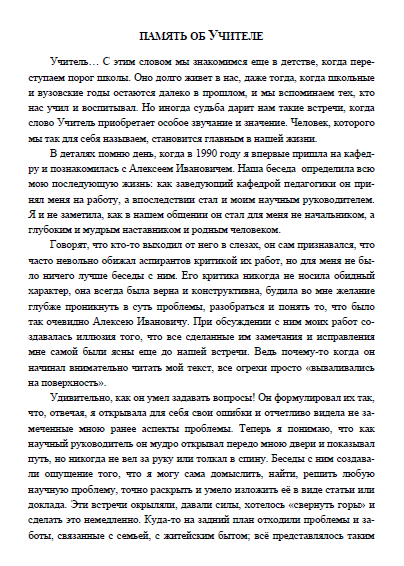 ПАМЯТЬ ОБ УЧИТЕЛЕ
Учитель… С этим словом мы знакомимся еще в детстве, когда пере-
ступаем порог школы. Оно долго живет в нас, даже тогда, когда школьные
и вузовские годы остаются далеко в прошлом, и мы вспоминаем тех, кто
нас учил и воспитывал. Но иногда судьба дарит нам такие встречи, когда
слово Учитель приобретает особое звучание и значение. Человек, которого
мы так для себя называем, становится главным в нашей жизни.
В деталях помню день, когда в 1990 году я впервые пришла на кафед-
ру и познакомилась с Алексеем Ивановичем. Наша беседа определила всю
мою последующую жизнь: как заведующий кафедрой педагогики он при-
нял меня на работу, а впоследствии стал и моим научным руководителем.
Я и не заметила, как в нашем общении он стал для меня не начальником, а
глубоким и мудрым наставником и родным человеком.
Говорят, что кто-то выходил от него в слезах, он сам признавался, что
часто невольно обижал аспирантов критикой их работ, но для меня не бы-
ло ничего лучше беседы с ним. Его критика никогда не носила обидный
характер, она всегда была верна и конструктивна, будила во мне желание
глубже проникнуть в суть проблемы, разобраться и понять то, что было
так очевидно Алексею Ивановичу. При обсуждении с ним моих работ со-
здавалась иллюзия того, что все сделанные им замечания и исправления
мне самой были ясны еще до нашей встречи. Ведь почему-то когда он
начинал внимательно читать мой текст, все огрехи просто «вываливались
на поверхность».
Удивительно, как он умел задавать вопросы! Он формулировал их так,
что, отвечая, я открывала для себя свои ошибки и отчетливо видела не за-
меченные мною ранее аспекты проблемы. Теперь я понимаю, что как
научный руководитель он мудро открывал передо мною двери и показывал
путь, но никогда не вел за руку или толкал в спину. Беседы с ним создава-
ли ощущение того, что я могу сама домыслить, найти, решить любую
научную проблему, точно раскрыть и умело изложить её в виде статьи или
доклада. Эти встречи окрыляли, давали силы, хотелось «свернуть горы» и
сделать это немедленно. Куда-то на задний план отходили проблемы и за-
боты, связанные с семьей, с житейским бытом; всё представлялось таким